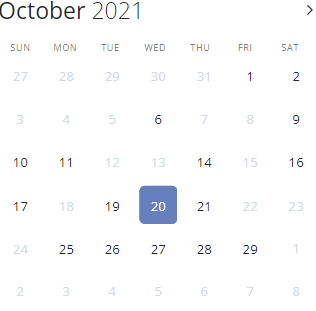 October 2021
SUN MON TUE WED THU FRI SAT
27 28 29 30 31 1 2
3 4 5 6 7 8 9
10 11 12 13 14 15 16
17 18 19 20 21 22 23
24 25 26 27 28 29 1
2 3 4 5 6 7 8